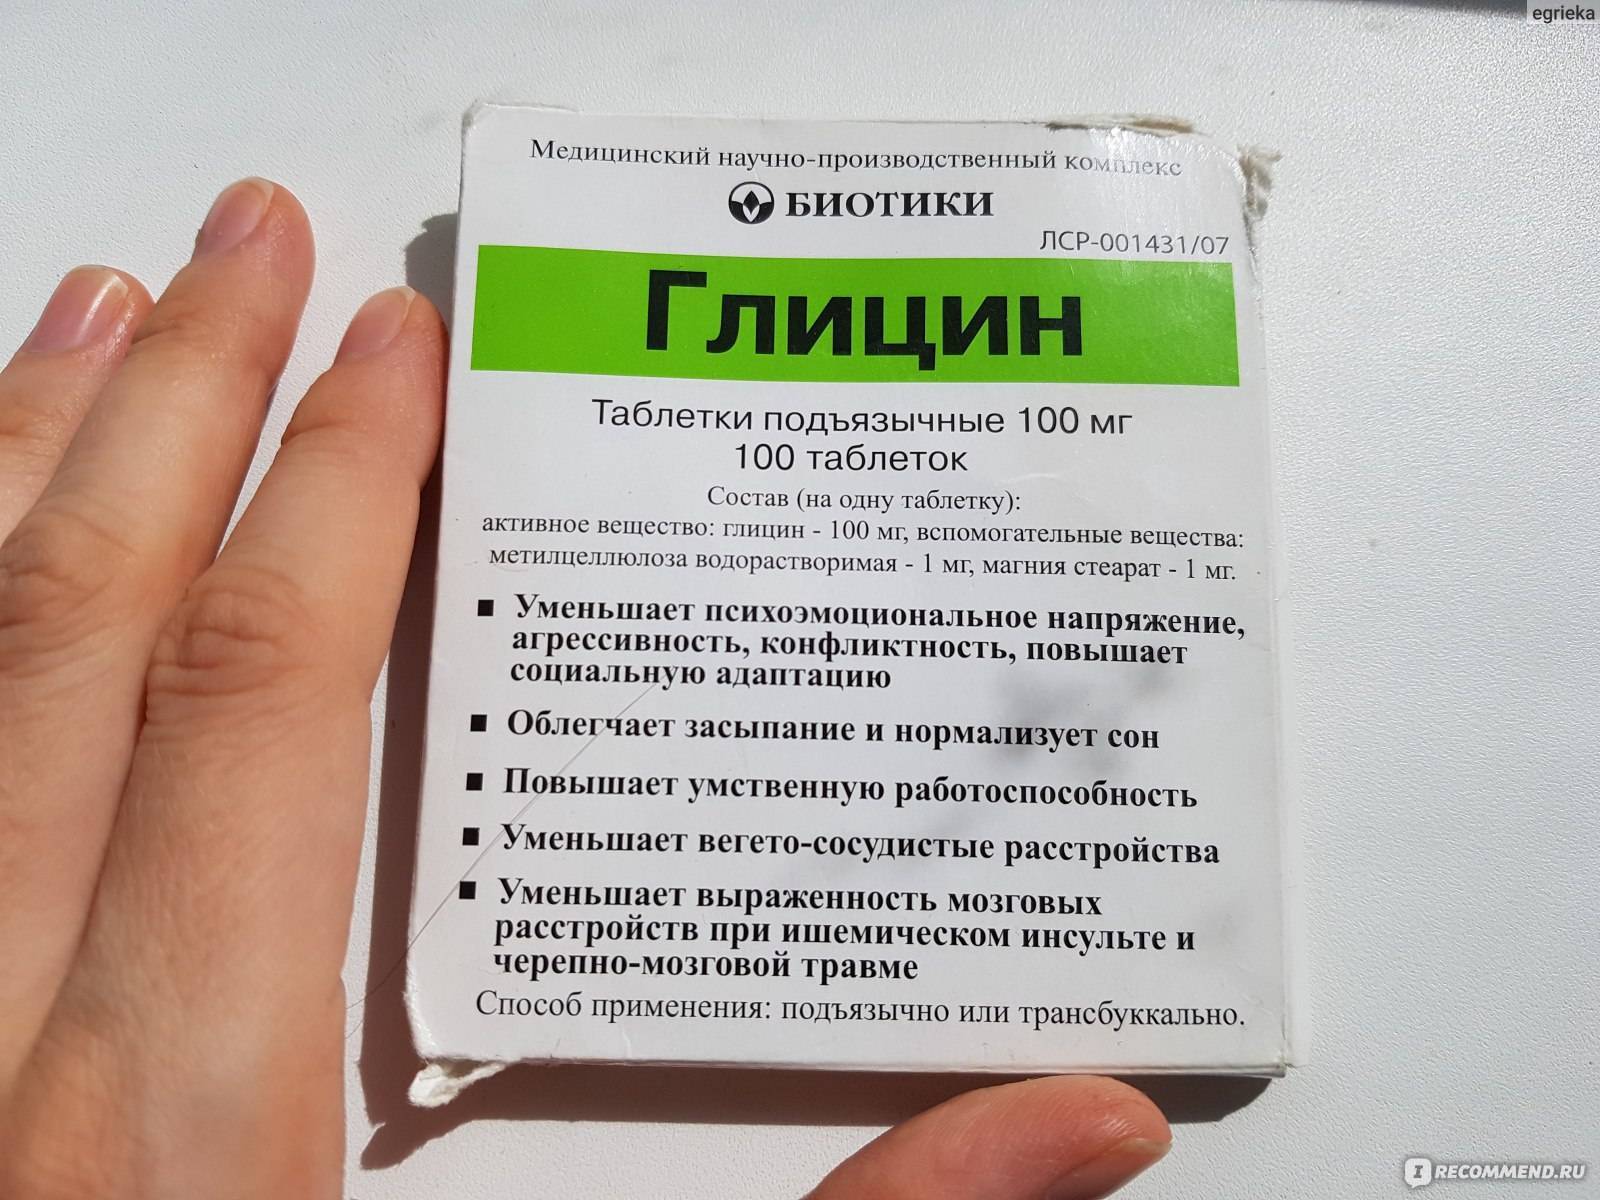 egrieka
Медицинский научно-производственный комплекс
БИОТИКИ
ЛСР-001431/07
Глицин
Таблетки подъязычные 100 мг
100 таблеток
Состав (на одну таблетку):
активное вещество: глицин - 100 мг, вспомогательные вещества:
метилцеллюлоза водорастворимая - 1 мг, магния стеарат - 1 мг.
▪ Уменьшает психоэмоциональное напряжение,
агрессивность, конфликтность, повышает
социальную адаптацию
▪ Облегчает засыпание и нормализует сон
▪ Повышает умственную работоспособность
▪ Уменьшает вегето-сосудистые расстройства
▪ Уменьшает выраженность мозговых
расстройств при ишемическом инсульте и
черепно-мозговой травме
Способ применения: подъязычно или трансбуккально.
I RECOMMEND.RU